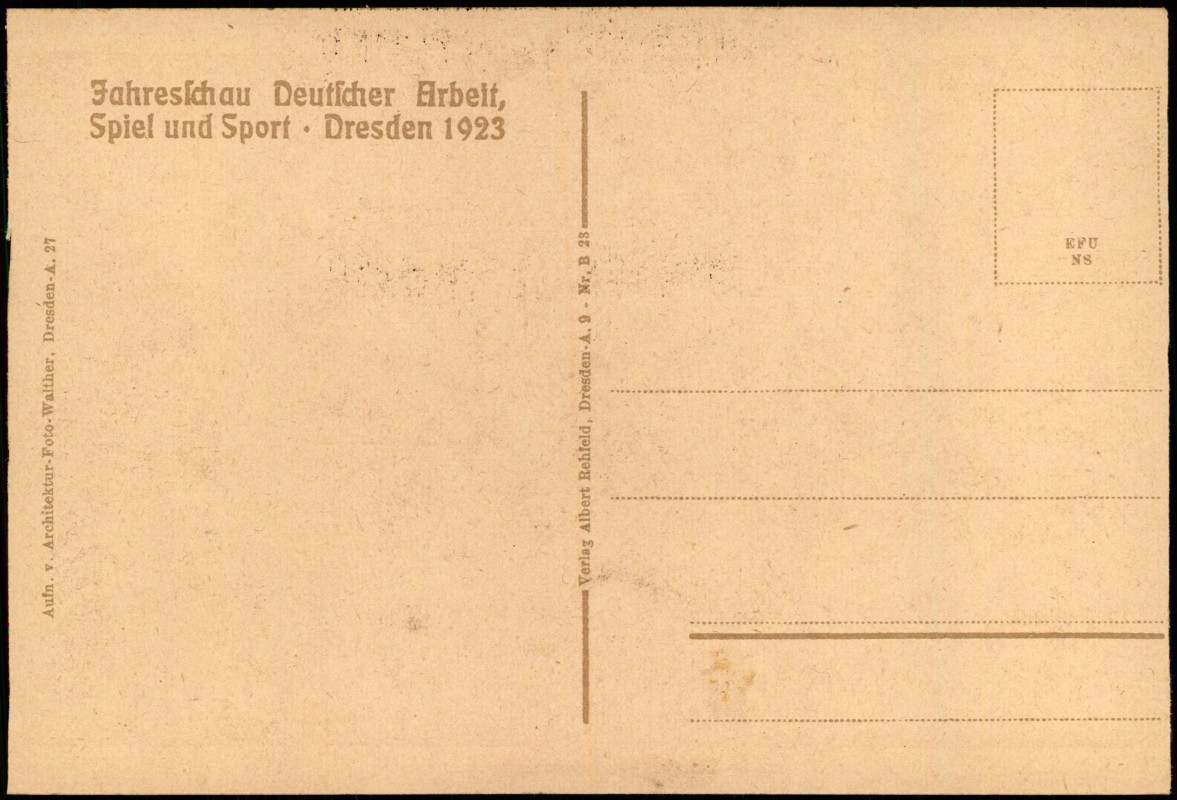 Jahresschau Deutscher Arbeit,
Spiel und Sport · Dresden 1923
Aufn. v. Architektur-Foto-Walther, Dresden-A. 27
Verlag Albert Rehfeld, Dresden-A. 9 - Nr. B 23
EFU
NS